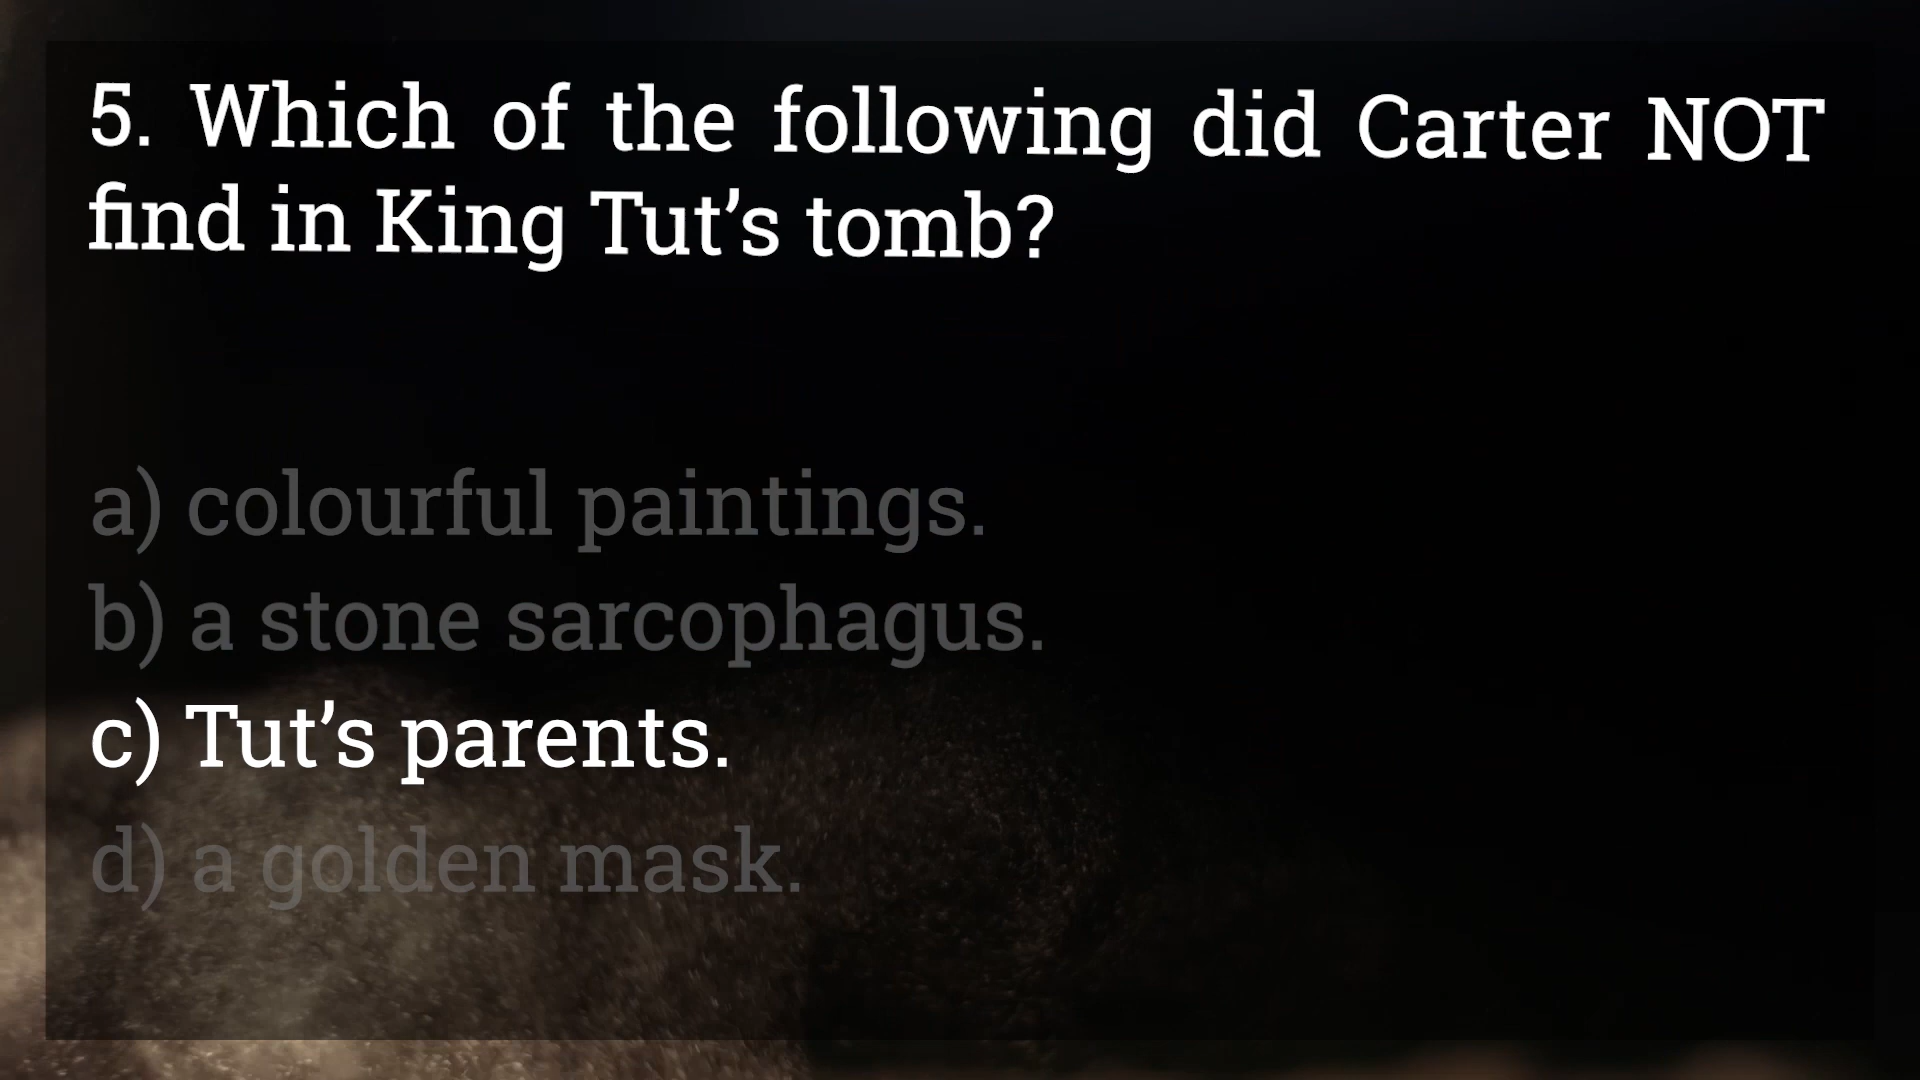 5. Which of the following did Carter NOT
find in King Tut’s tomb?
a) colourful paintings.
b) a stone sarcophagus.
c) Tut’s parents.
d) a golden mask.